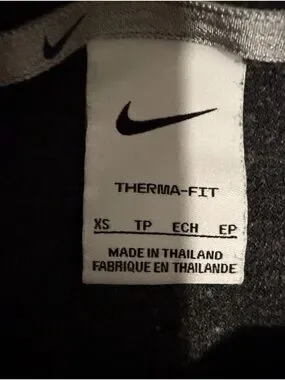 THERMA-FIT
XS TP ECH EP
MADE IN THAILAND
FABRIQUE EN THAILANDE